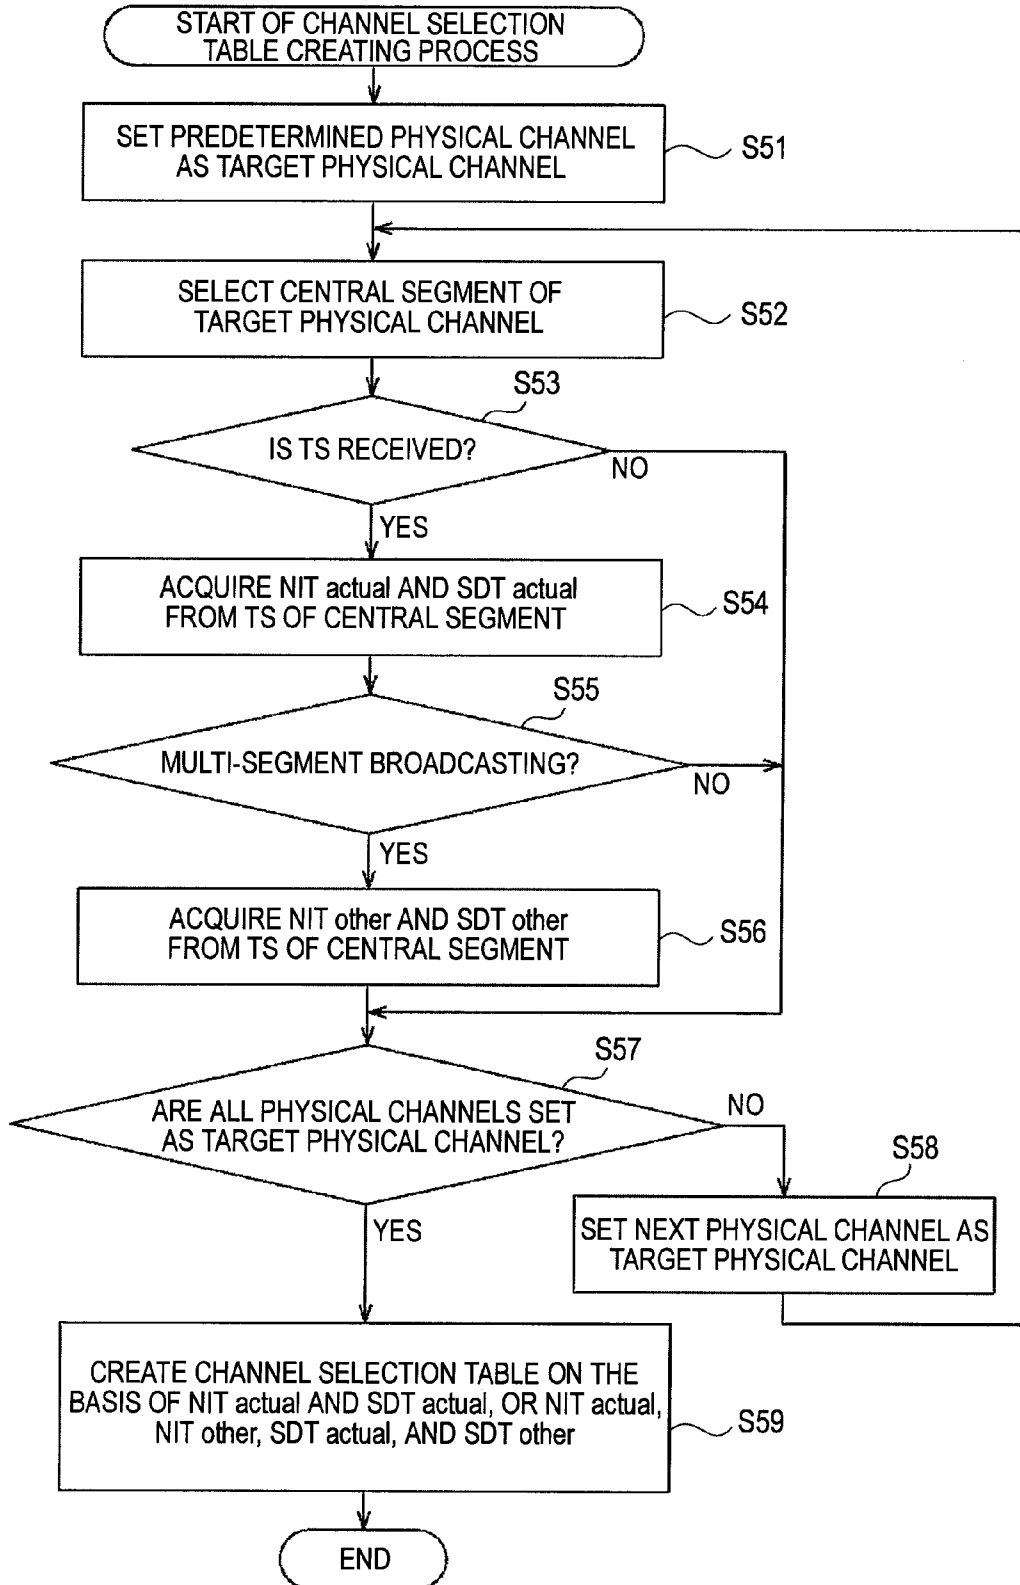 START OF CHANNEL SELECTION
TABLE CREATING PROCESS
SET PREDETERMINED PHYSICAL CHANNEL
AS TARGET PHYSICAL CHANNEL
S51
SELECT CENTRAL SEGMENT OF
TARGET PHYSICAL CHANNEL
S52
S53
IS TS RECEIVED?
NO
YES
ACQUIRE NIT actual AND SDT actual
FROM TS OF CENTRAL SEGMENT
S54
S55
MULTI-SEGMENT BROADCASTING?
NO
YES
ACQUIRE NIT other AND SDT other
FROM TS OF CENTRAL SEGMENT
S56
S57
ARE ALL PHYSICAL CHANNELS SET
AS TARGET PHYSICAL CHANNEL?
NO
YES
S58
SET NEXT PHYSICAL CHANNEL AS
TARGET PHYSICAL CHANNEL
CREATE CHANNEL SELECTION TABLE ON THE
BASIS OF NIT actual AND SDT actual, OR NIT actual,
NIT other, SDT actual, AND SDT other
S59
END